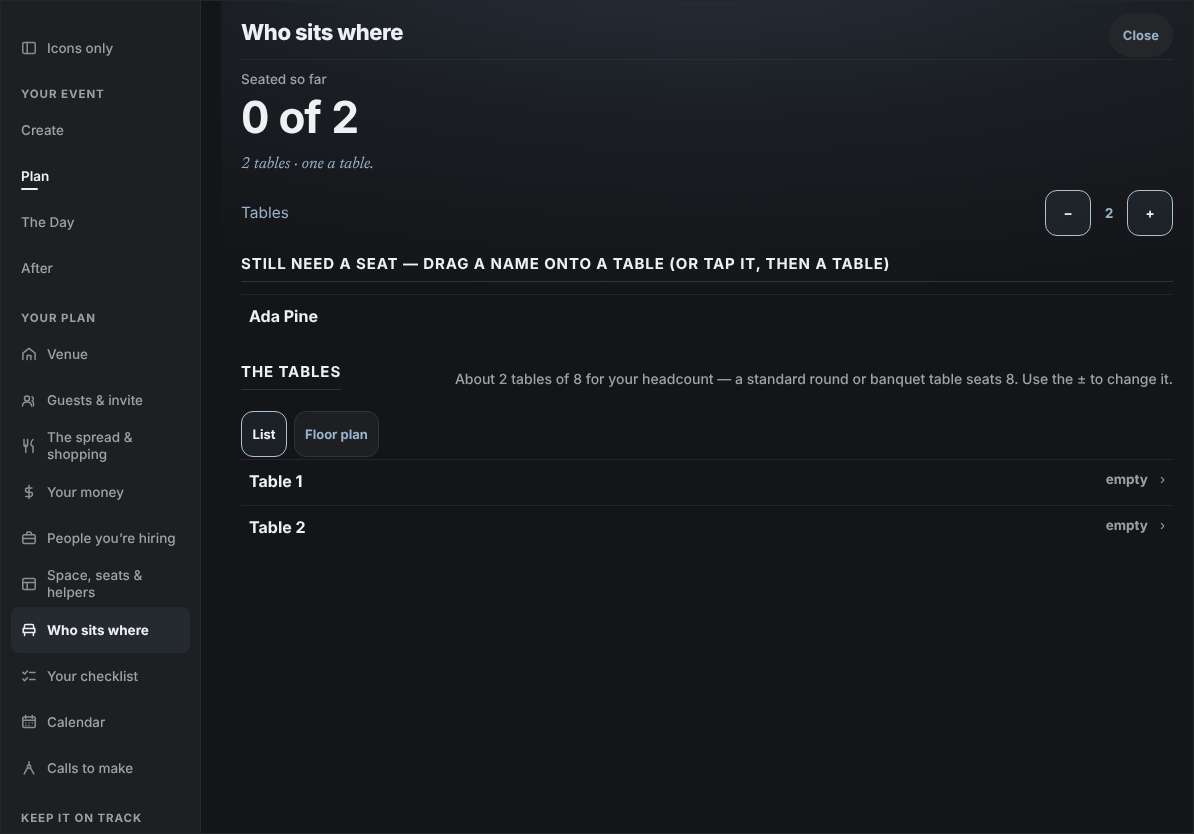 Icons only
YOUR EVENT
Create
Plan
The Day
After
YOUR PLAN
Venue
Guests & invite
The spread &
shopping
Your money
People you’re hiring
Space, seats &
helpers
Who sits where
Your checklist
Calendar
Calls to make
KEEP IT ON TRACK
Who sits where
Close
Seated so far
0 of 2
2 tables · one a table.
Tables
− 2 +
STILL NEED A SEAT — DRAG A NAME ONTO A TABLE (OR TAP IT, THEN A TABLE)
Ada Pine
THE TABLES
About 2 tables of 8 for your headcount — a standard round or banquet table seats 8. Use the ± to change it.
List
Floor plan
Table 1
empty ›
Table 2
empty ›